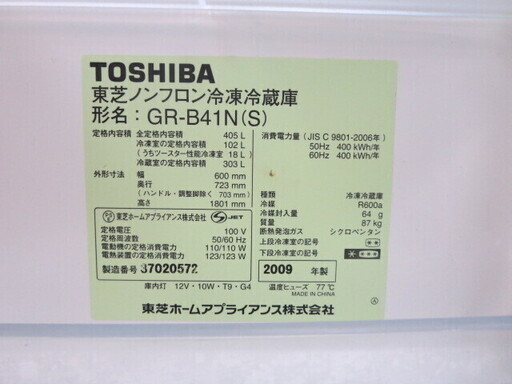 TOSHIBA
東芝ノンフロン冷凍冷蔵庫
形名：GR-B41N(S)
定格内容積 全定格内容積 405 L
冷凍室の定格内容積 102 L
(うちツースター性能冷凍室 18 L)
冷蔵室の定格内容積 303 L
外形寸法 幅 600 mm
奥行 723 mm
(ハンドル・調整脚除く 703 mm)
高さ 1801 mm
東芝ホームアプライアンス株式会社 S-JET
定格電圧 100 V
定格周波数 50/60 Hz
電動機の定格消費電力 110/110 W
電熱装置の定格消費電力 123/123 W
製造番号 37020572
消費電力量 (JIS C 9801-2006年)
50Hz 400 kWh/年
60Hz 400 kWh/年
種類 冷凍冷蔵庫
冷媒 R600a
冷媒封入量 64 g
質量 87 kg
断熱発泡ガス シクロペンタン
上段冷凍室の記号
下段冷凍室の記号
2009 年製
庫内灯 12V・10W・T9・G4
温度ヒューズ 77℃
MADE IN CHINA
東芝ホームアプライアンス株式会社
Ⓐ